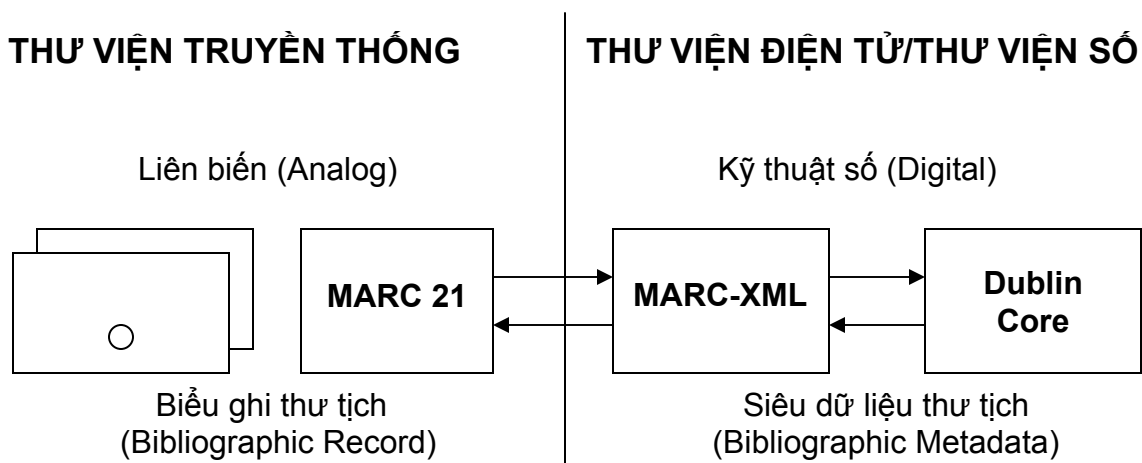 THƯ VIỆN TRUYỀN THỐNG
THƯ VIỆN ĐIỆN TỬ/THƯ VIỆN SỐ
Liên biến (Analog)
Kỹ thuật số (Digital)
MARC 21
MARC-XML
Dublin
Core
Biểu ghi thư tịch
(Bibliographic Record)
Siêu dữ liệu thư tịch
(Bibliographic Metadata)